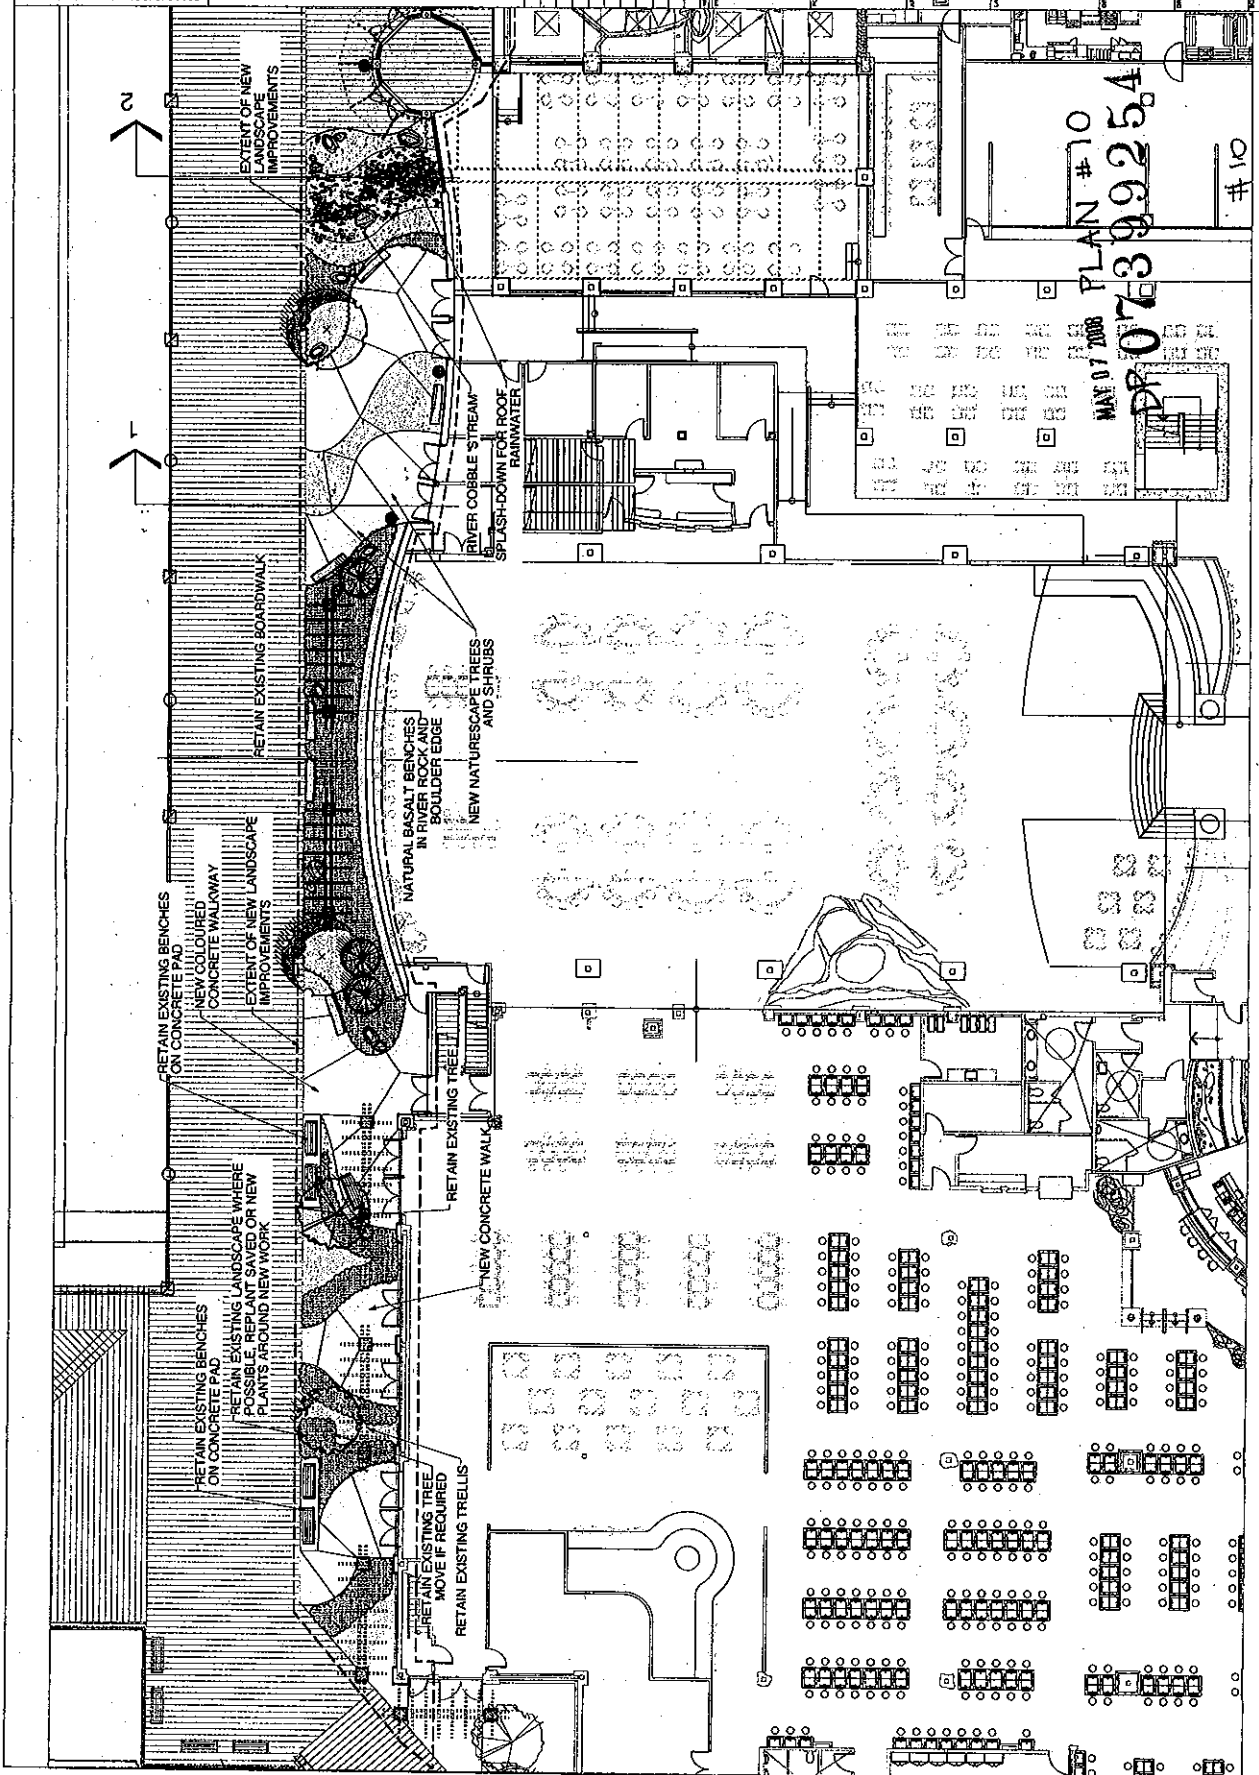 2
1
EXTENT OF NEW
LANDSCAPE
IMPROVEMENTS
RIVER COBBLE 'STREAM'
SPLASH-DOWN FOR ROOF
RAINWATER
RETAIN EXISTING BOARDWALK
NATURAL BASALT BENCHES
IN RIVER ROCK AND
BOULDER EDGE
NEW NATURESCAPE TREES
AND SHRUBS
RETAIN EXISTING BENCHES
ON CONCRETE PAD
NEW COLOURED
CONCRETE WALKWAY
EXTENT OF NEW LANDSCAPE
IMPROVEMENTS
RETAIN EXISTING TREE
NEW CONCRETE WALK
RETAIN EXISTING BENCHES
ON CONCRETE PAD
RETAIN EXISTING LANDSCAPE WHERE
POSSIBLE, REPLANT SAVED OR NEW
PLANTS AROUND NEW WORK
RETAIN EXISTING TREE
MOVE IF REQUIRED
RETAIN EXISTING TRELLIS
MAY 07 2008 PLAN #10
DP 07399254
#10